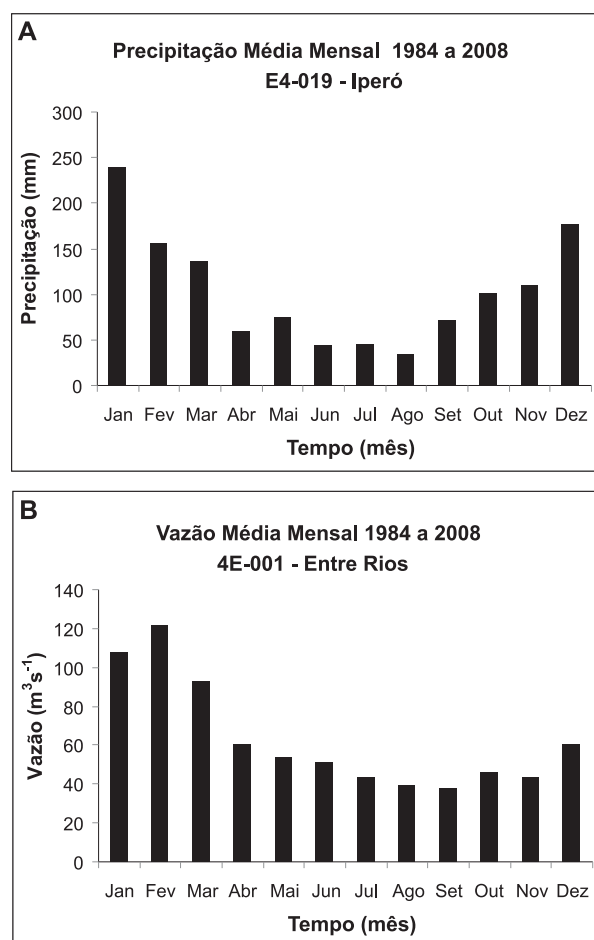 A
Precipitação Média Mensal 1984 a 2008
E4-019 - Iperó
Precipitação (mm)
300
250
200
150
100
50
0
Jan Fev Mar Abr Mai Jun Jul Ago Set Out Nov Dez
Tempo (mês)
B
Vazão Média Mensal 1984 a 2008
4E-001 - Entre Rios
Vazão (m³s⁻¹)
140
120
100
80
60
40
20
0
Jan Fev Mar Abr Mai Jun Jul Ago Set Out Nov Dez
Tempo (mês)